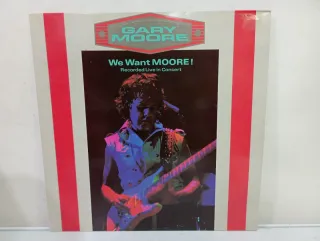 GARY
MOORE
We Want MOORE!
Recorded Live in Concert